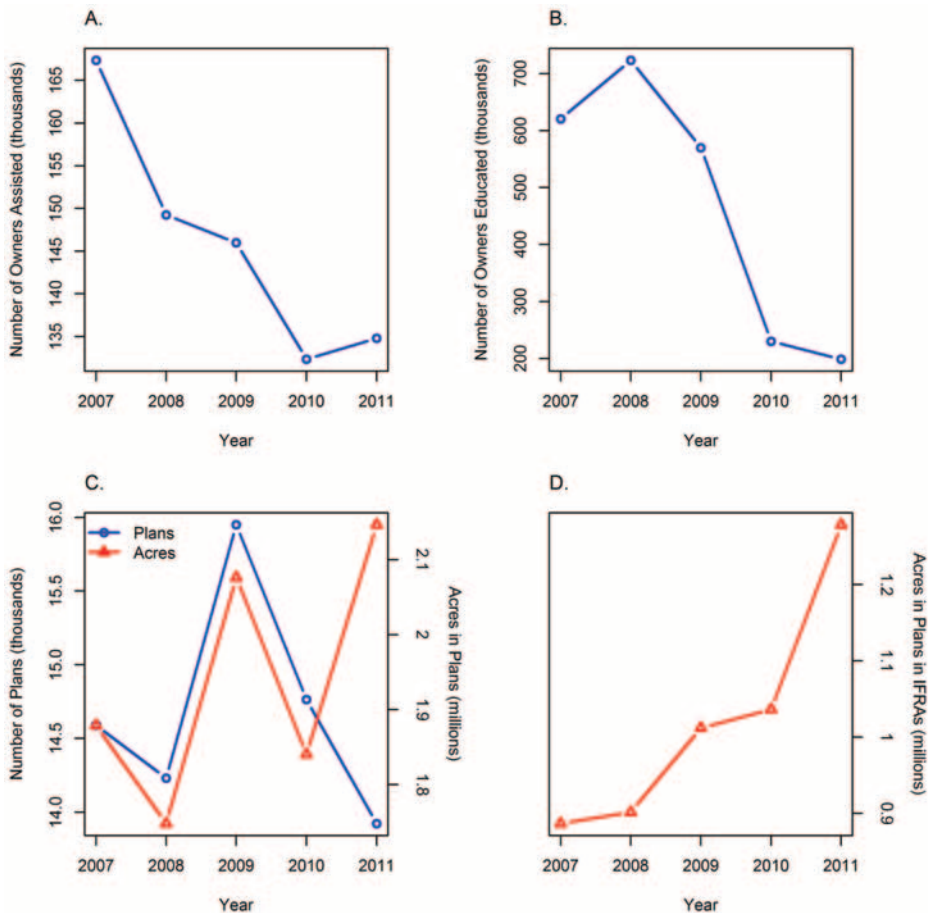 A.
Number of Owners Assisted (thousands)
165
160
155
150
145
140
135
2007 2008 2009 2010 2011
Year
B.
Number of Owners Educated (thousands)
700
600
500
400
300
200
2007 2008 2009 2010 2011
Year
C.
Number of Plans (thousands)
16.0
15.5
15.0
14.5
14.0
Plans
Acres
2.1
2
1.9
1.8
Acres in Plans (millions)
2007 2008 2009 2010 2011
Year
D.
1.2
1.1
1
0.9
Acres in Plans in IFRAs (millions)
2007 2008 2009 2010 2011
Year